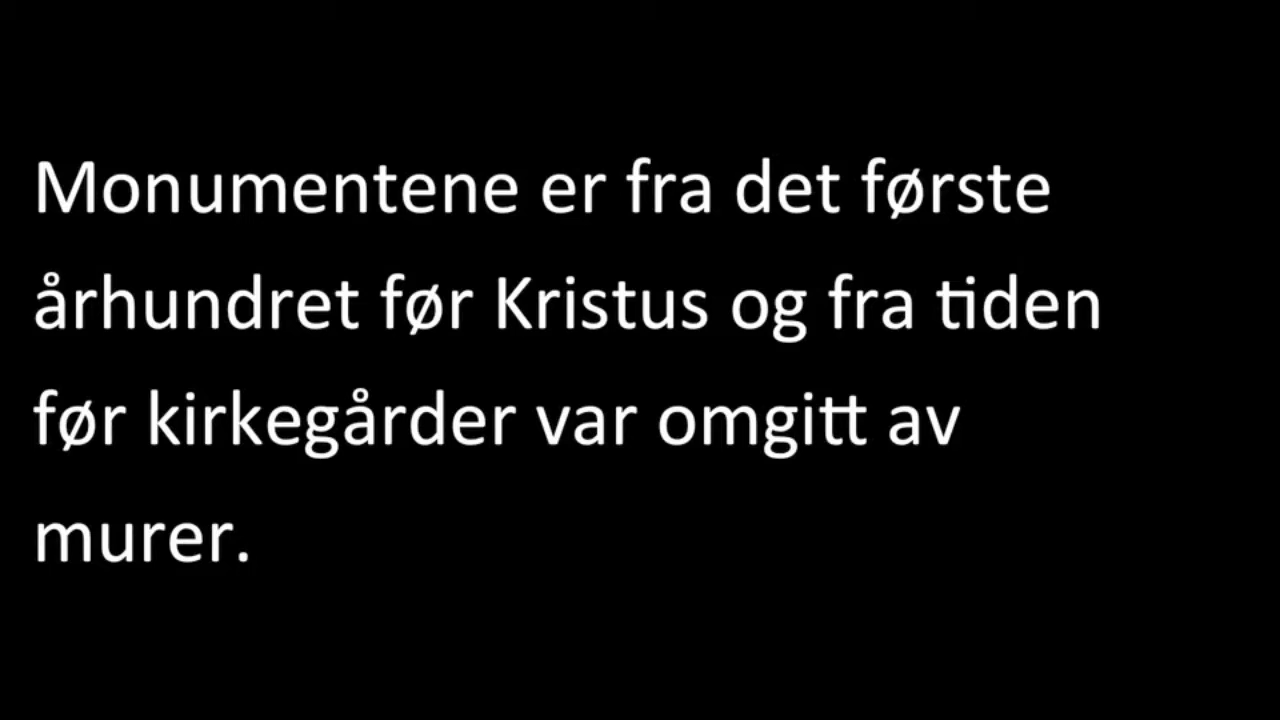 Monumentene er fra det første
århundret før Kristus og fra tiden
før kirkegårder var omgitt av
murer.